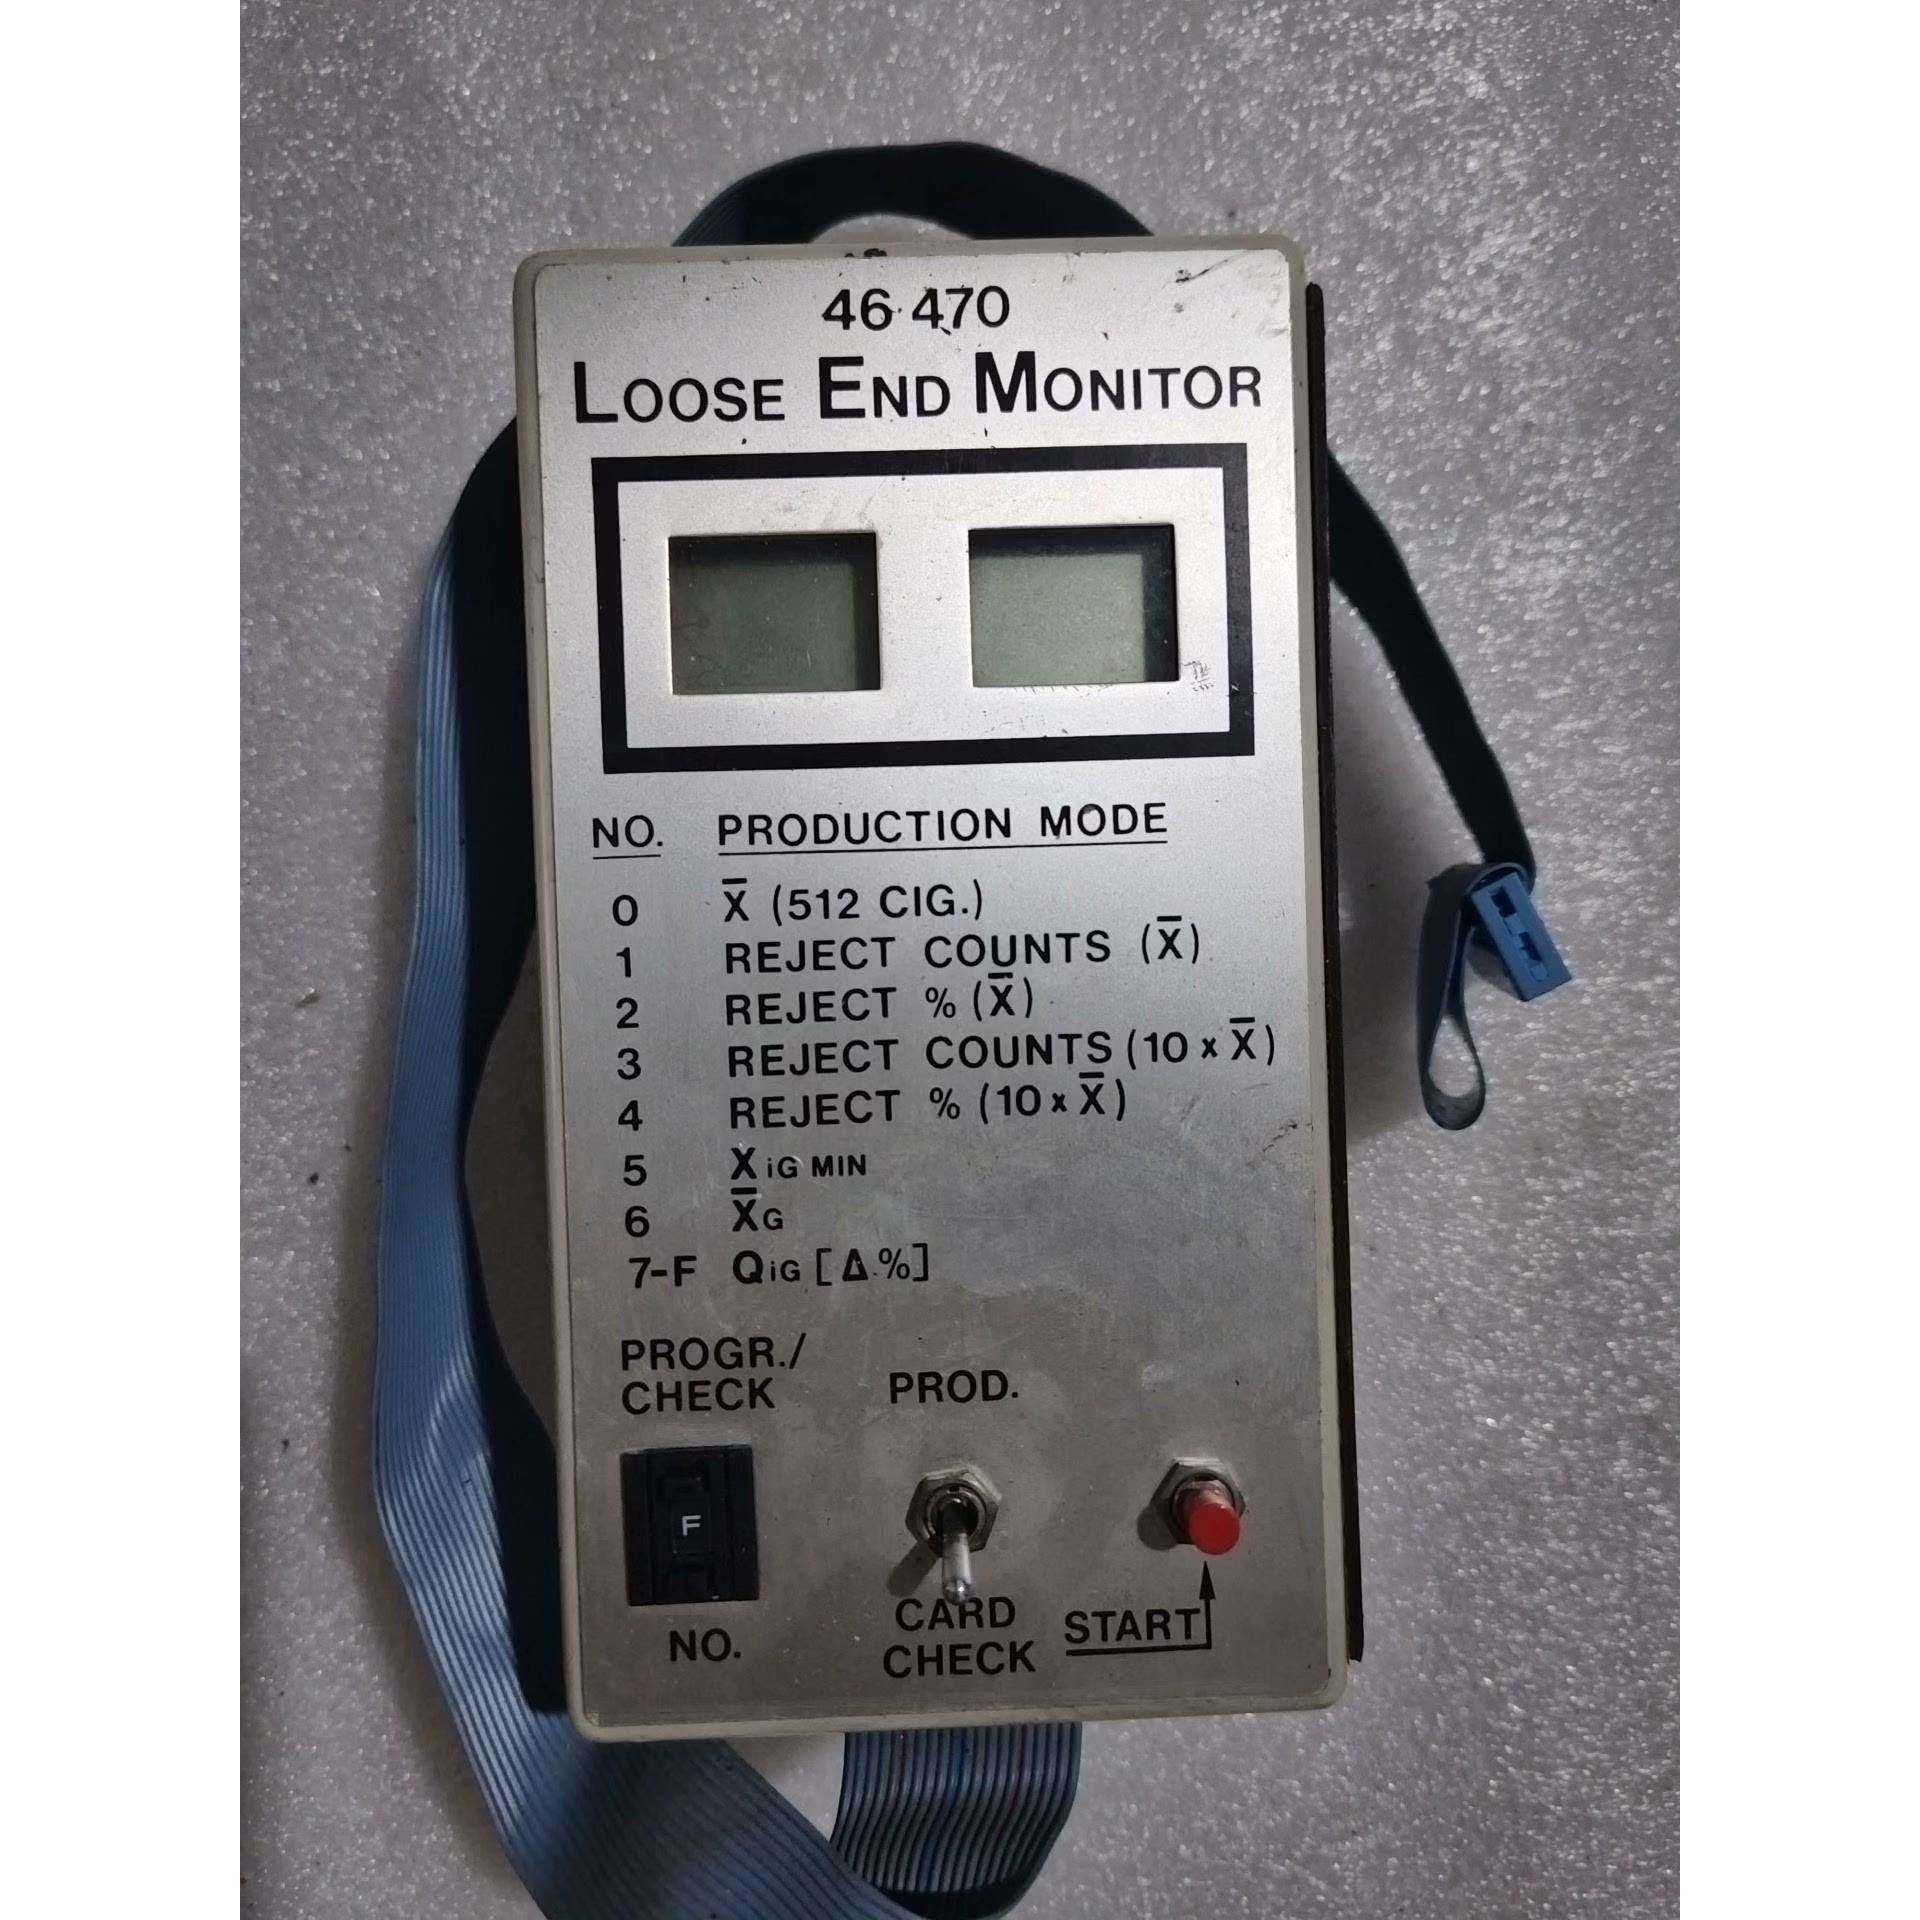 46 470
LOOSE END MONITOR
NO. PRODUCTION MODE
0 X̄ (512 CIG.)
1 REJECT COUNTS (X̄)
2 REJECT % (X̄)
3 REJECT COUNTS (10 x X̄)
4 REJECT % (10 x X̄)
5 XiG MIN
6 X̄G
7-F QiG [Δ.%]
PROGR./
CHECK
PROD.
F
NO.
CARD
CHECK
START